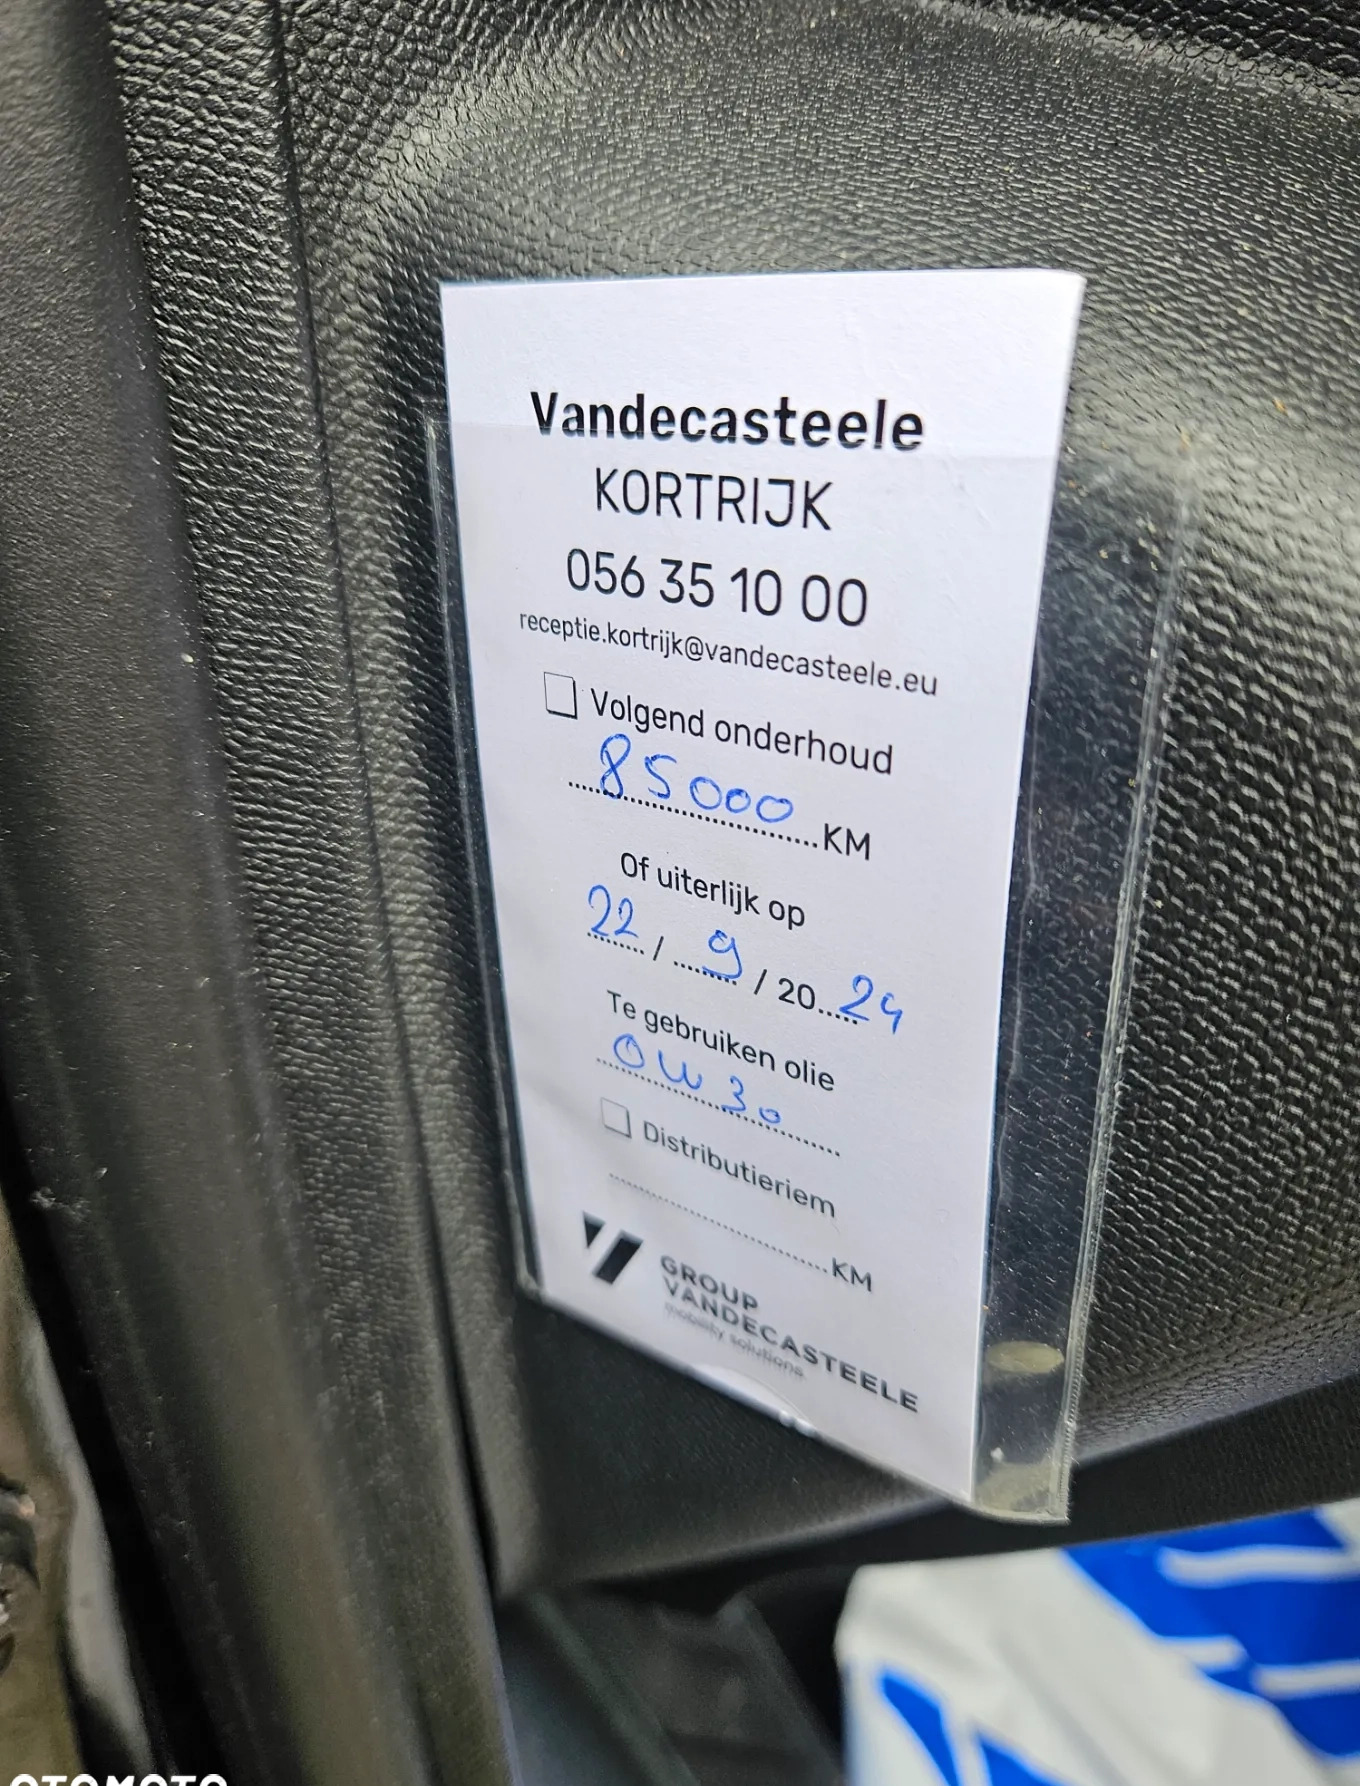 Vandecasteele
KORTRIJK
056 35 10 00
receptie.kortrijk@vandecasteele.eu
Volgend onderhoud
85000 KM
Of uiterlijk op
22 / 9 / 2024
Te gebruiken olie
0W30
Distributieriem
KM
GROUP
VANDECASTEELE
mobility solutions
OTOMOTO